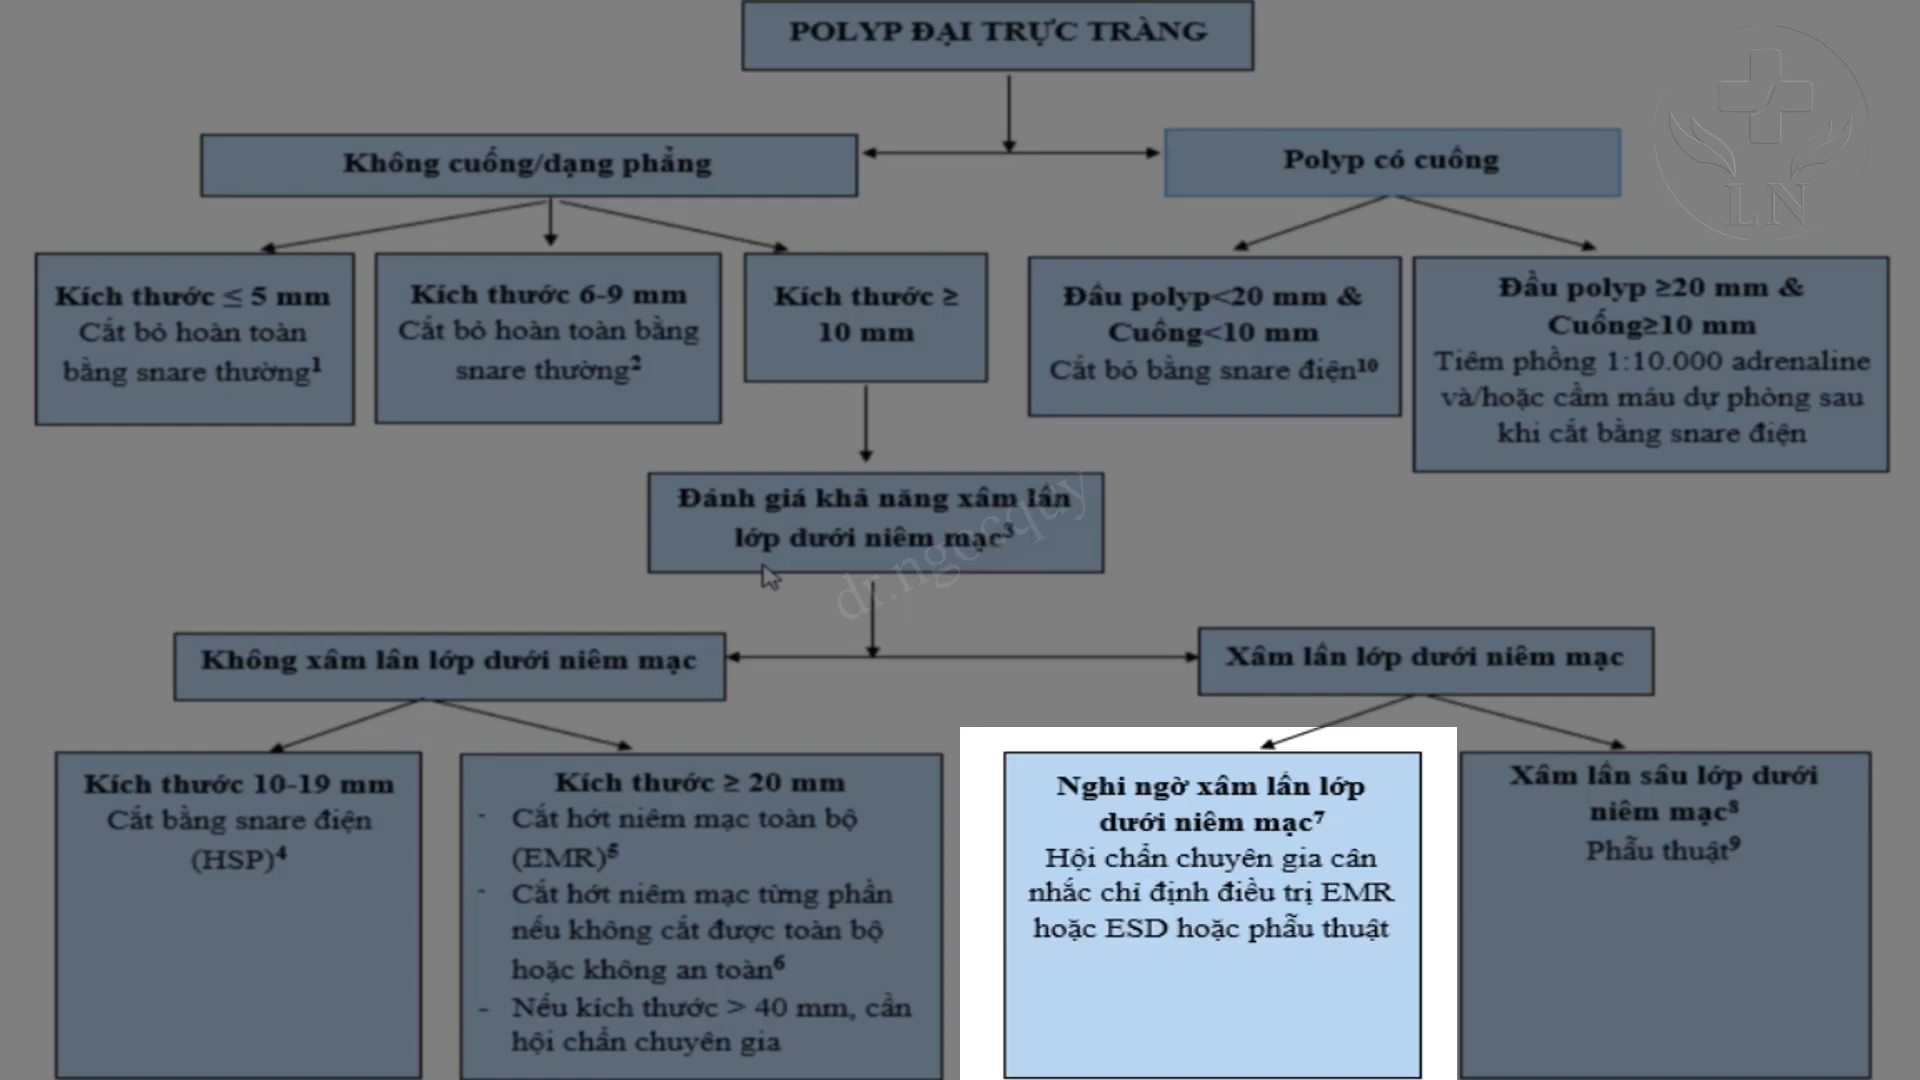 POLYP ĐẠI TRỰC TRÀNG
LN
Không cuống/dạng phẳng
Polyp có cuống
Kích thước ≤ 5 mm
Cắt bỏ hoàn toàn
bằng snare thường¹
Kích thước 6-9 mm
Cắt bỏ hoàn toàn bằng
snare thường²
Kích thước ≥
10 mm
Đầu polyp<20 mm &
Cuống<10 mm
Cắt bỏ bằng snare điện¹⁰
Đầu polyp ≥20 mm &
Cuống≥10 mm
Tiêm phồng 1:10.000 adrenaline
và/hoặc cầm máu dự phòng sau
khi cắt bằng snare điện
Đánh giá khả năng xâm lấn
lớp dưới niêm mạc³
dr.ngocquy
Không xâm lấn lớp dưới niêm mạc
Xâm lấn lớp dưới niêm mạc
Kích thước 10-19 mm
Cắt bằng snare điện
(HSP)⁴
Kích thước ≥ 20 mm
- Cắt hớt niêm mạc toàn bộ
(EMR)⁵
- Cắt hớt niêm mạc từng phần
nếu không cắt được toàn bộ
hoặc không an toàn⁶
- Nếu kích thước > 40 mm, cần
hội chẩn chuyên gia
Nghi ngờ xâm lấn lớp
dưới niêm mạc⁷
Hội chẩn chuyên gia cân
nhắc chỉ định điều trị EMR
hoặc ESD hoặc phẫu thuật
Xâm lấn sâu lớp dưới
niêm mạc⁸
Phẫu thuật⁹